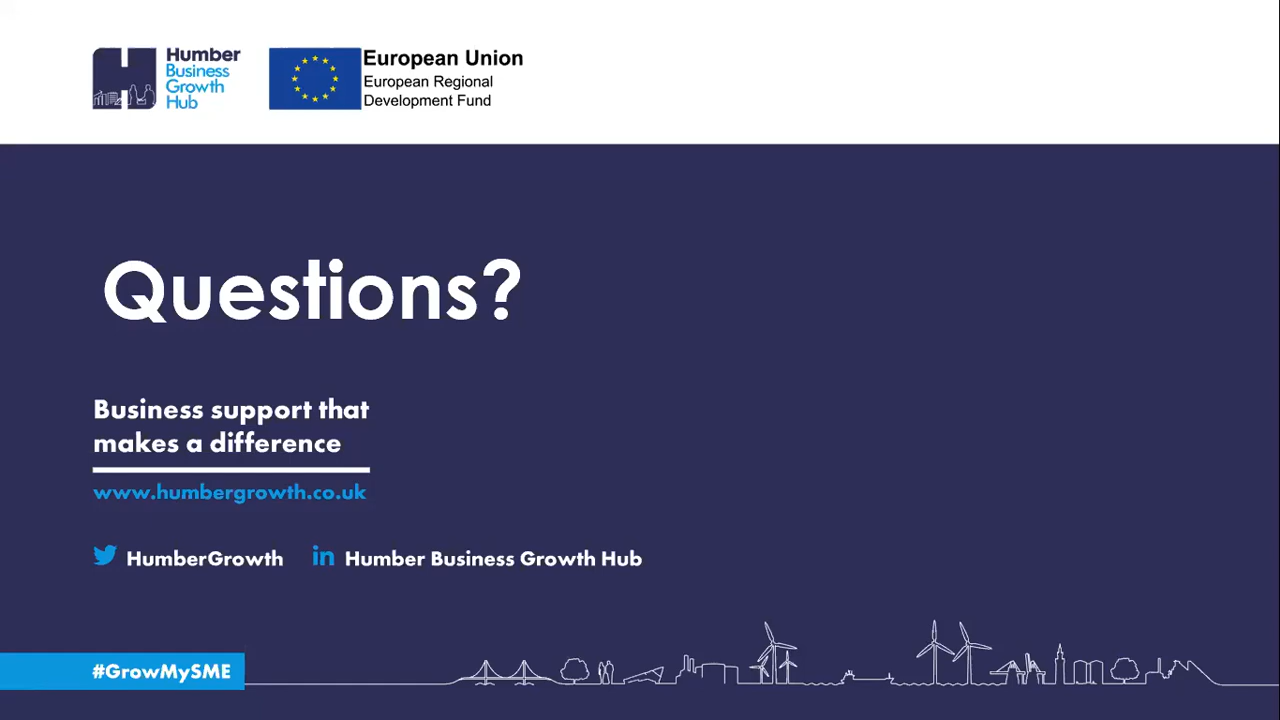 Humber
Business
Growth
Hub
European Union
European Regional
Development Fund
Questions?
Business support that
makes a difference
www.humbergrowth.co.uk
HumberGrowth
Humber Business Growth Hub
#GrowMySME